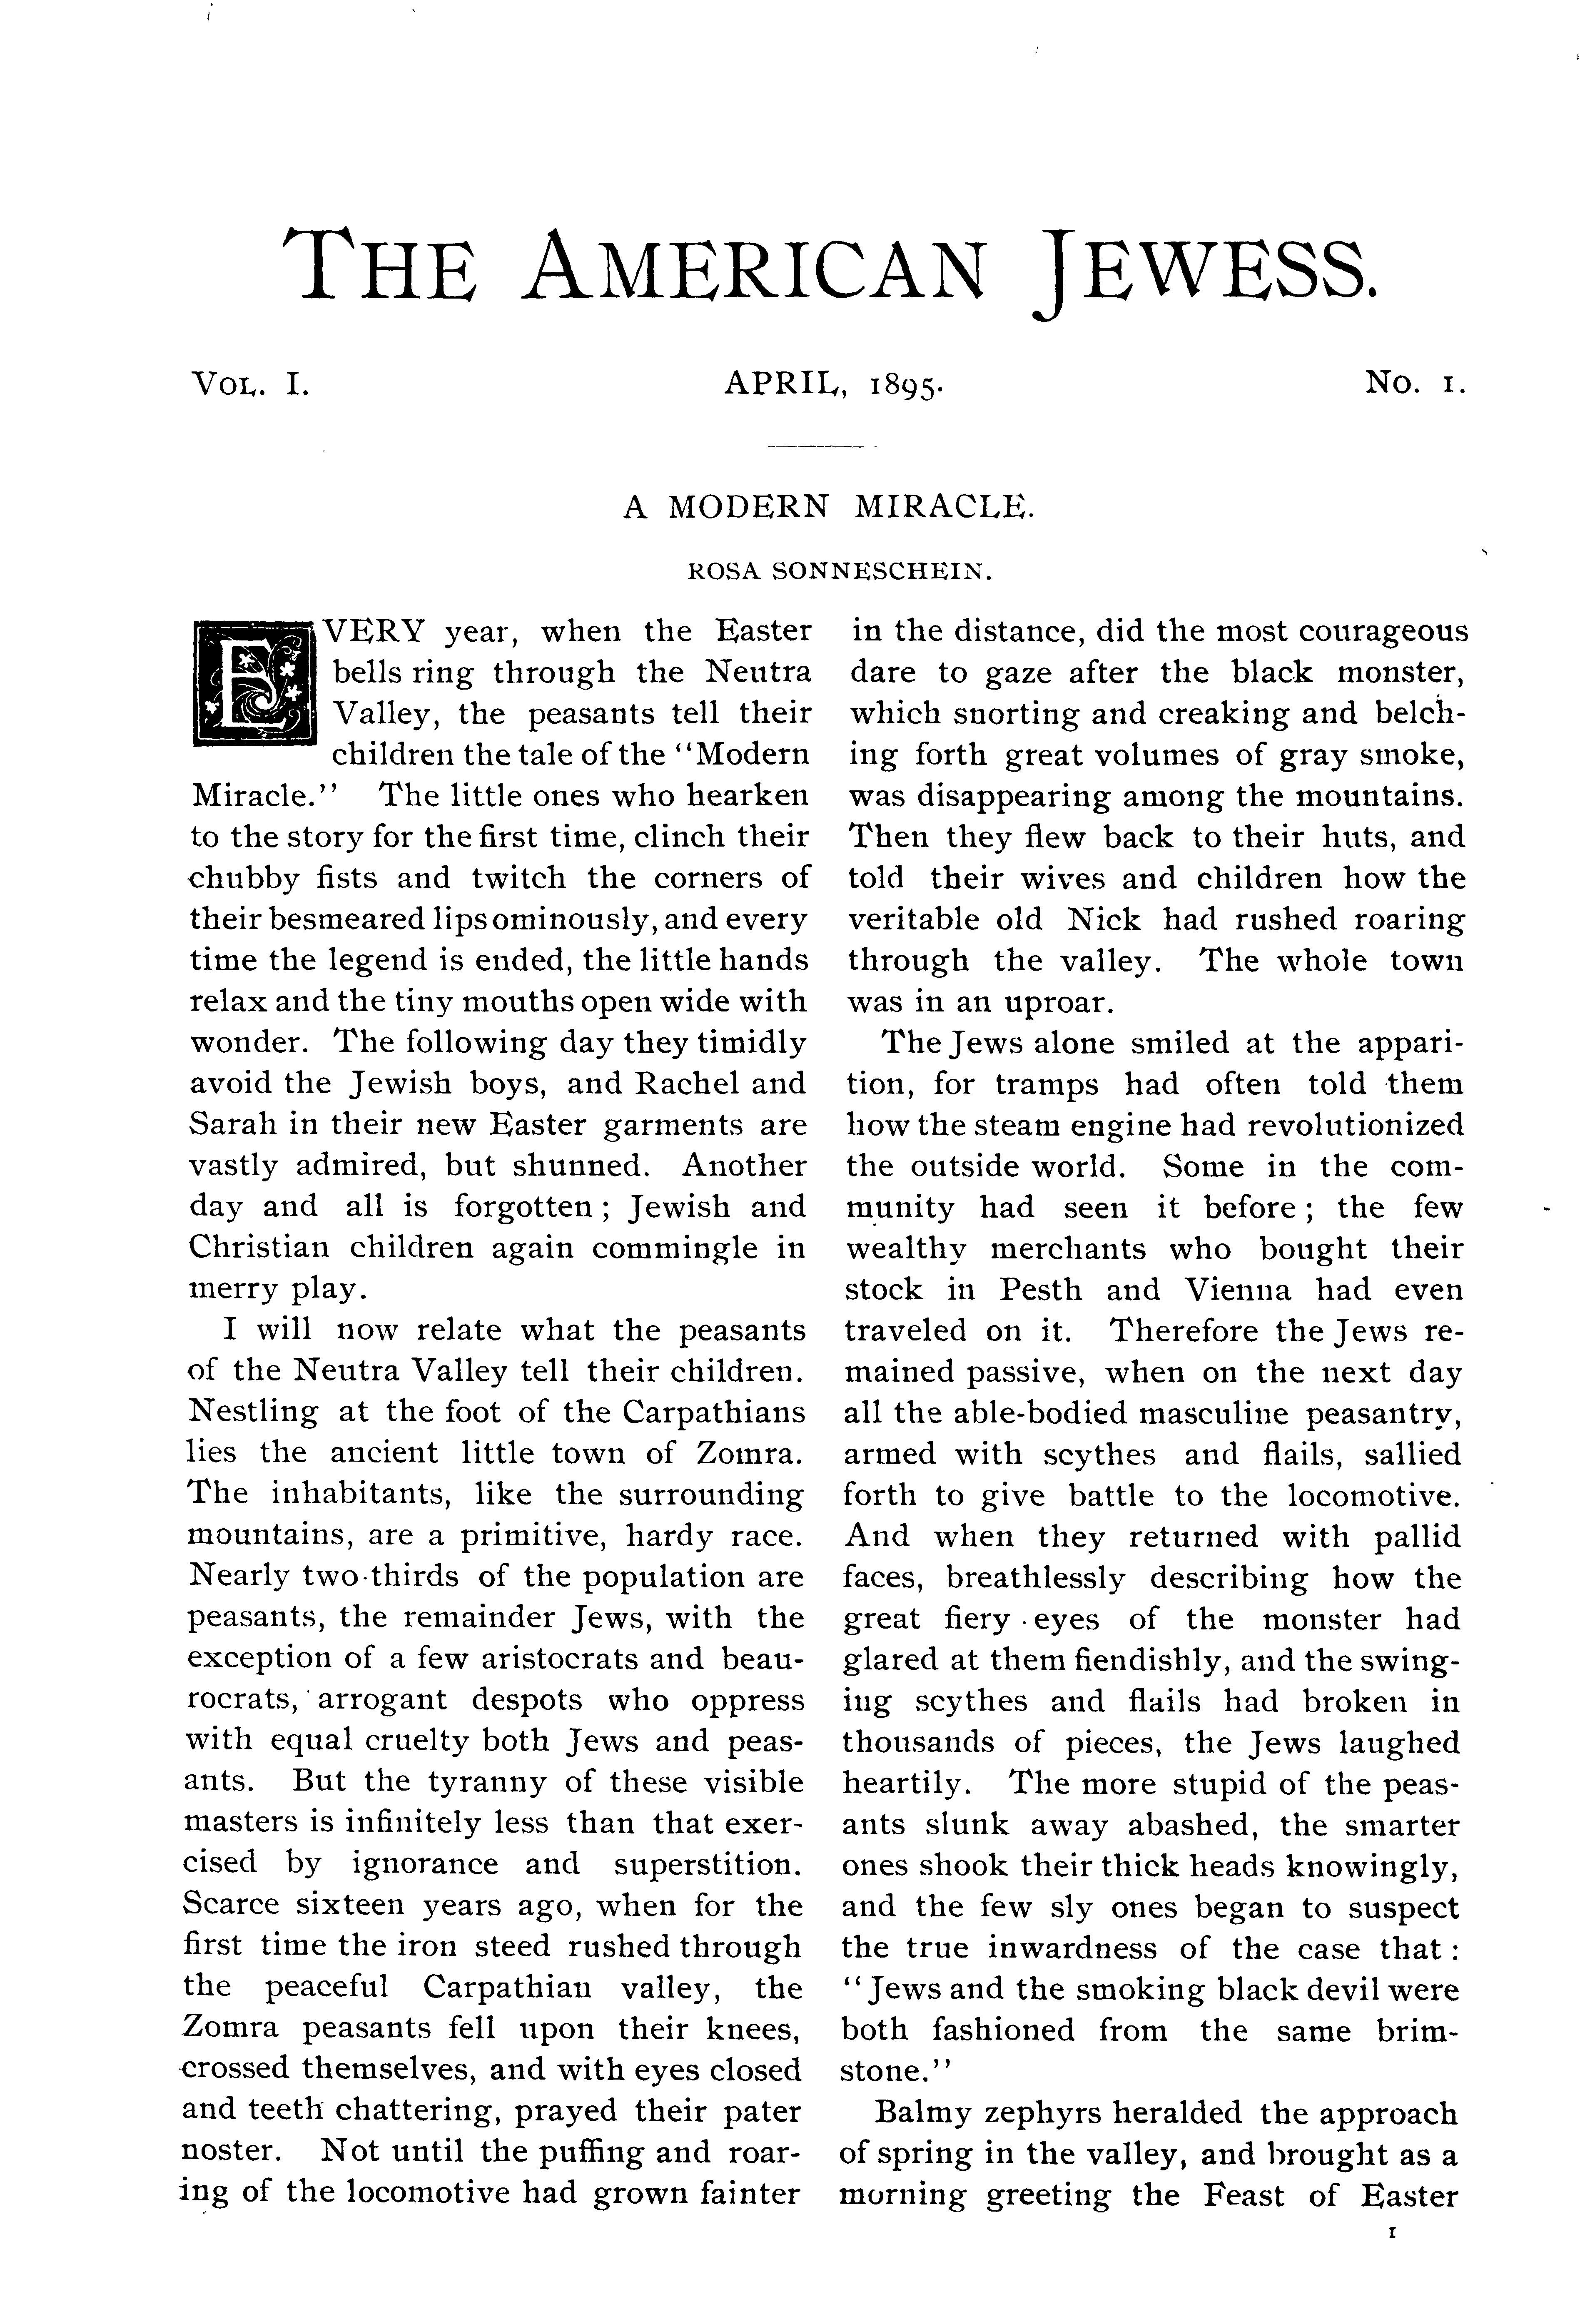 THE AMERICAN JEWESS.
VOL. I.
APRIL, 1895.
No. 1.
A MODERN MIRACLE.
ROSA SONNESCHEIN.
EVERY year, when the Easter
bells ring through the Neutra
Valley, the peasants tell their
children the tale of the “Modern
Miracle.” The little ones who hearken
to the story for the first time, clinch their
chubby fists and twitch the corners of
their besmeared lips ominously, and every
time the legend is ended, the little hands
relax and the tiny mouths open wide with
wonder. The following day they timidly
avoid the Jewish boys, and Rachel and
Sarah in their new Easter garments are
vastly admired, but shunned. Another
day and all is forgotten; Jewish and
Christian children again commingle in
merry play.
I will now relate what the peasants
of the Neutra Valley tell their children.
Nestling at the foot of the Carpathians
lies the ancient little town of Zomra.
The inhabitants, like the surrounding
mountains, are a primitive, hardy race.
Nearly two-thirds of the population are
peasants, the remainder Jews, with the
exception of a few aristocrats and beau-
rocrats, arrogant despots who oppress
with equal cruelty both Jews and peas-
ants. But the tyranny of these visible
masters is infinitely less than that exer-
cised by ignorance and superstition.
Scarce sixteen years ago, when for the
first time the iron steed rushed through
the peaceful Carpathian valley, the
Zomra peasants fell upon their knees,
crossed themselves, and with eyes closed
and teeth chattering, prayed their pater
noster. Not until the puffing and roar-
ing of the locomotive had grown fainter
in the distance, did the most courageous
dare to gaze after the black monster,
which snorting and creaking and belch-
ing forth great volumes of gray smoke,
was disappearing among the mountains.
Then they flew back to their huts, and
told their wives and children how the
veritable old Nick had rushed roaring
through the valley. The whole town
was in an uproar.
The Jews alone smiled at the appari-
tion, for tramps had often told them
how the steam engine had revolutionized
the outside world. Some in the com-
munity had seen it before; the few
wealthy merchants who bought their
stock in Pesth and Vienna had even
traveled on it. Therefore the Jews re-
mained passive, when on the next day
all the able-bodied masculine peasantry,
armed with scythes and flails, sallied
forth to give battle to the locomotive.
And when they returned with pallid
faces, breathlessly describing how the
great fiery eyes of the monster had
glared at them fiendishly, and the swing-
ing scythes and flails had broken in
thousands of pieces, the Jews laughed
heartily. The more stupid of the peas-
ants slunk away abashed, the smarter
ones shook their thick heads knowingly,
and the few sly ones began to suspect
the true inwardness of the case that:
“Jews and the smoking black devil were
both fashioned from the same brim-
stone.”
Balmy zephyrs heralded the approach
of spring in the valley, and brought as a
morning greeting the Feast of Easter
1